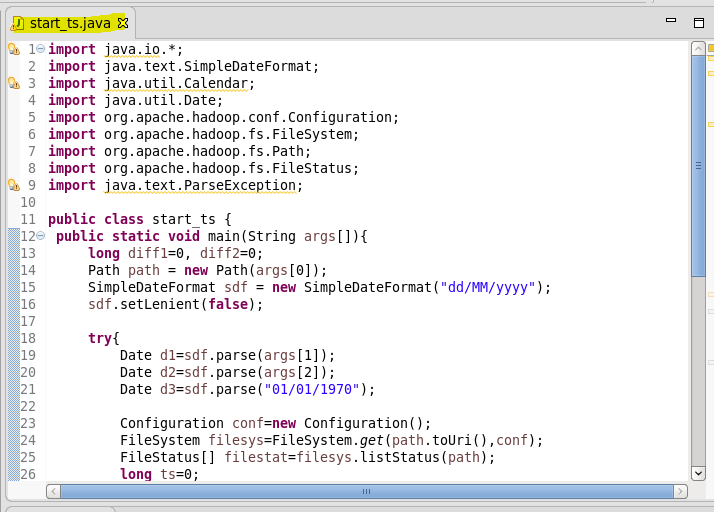 start_ts.java
1 import java.io.*;
2 import java.text.SimpleDateFormat;
3 import java.util.Calendar;
4 import java.util.Date;
5 import org.apache.hadoop.conf.Configuration;
6 import org.apache.hadoop.fs.FileSystem;
7 import org.apache.hadoop.fs.Path;
8 import org.apache.hadoop.fs.FileStatus;
9 import java.text.ParseException;
10
11 public class start_ts {
12 public static void main(String args[]){
13 long diff1=0, diff2=0;
14 Path path = new Path(args[0]);
15 SimpleDateFormat sdf = new SimpleDateFormat("dd/MM/yyyy");
16 sdf.setLenient(false);
17
18 try{
19 Date d1=sdf.parse(args[1]);
20 Date d2=sdf.parse(args[2]);
21 Date d3=sdf.parse("01/01/1970");
22
23 Configuration conf=new Configuration();
24 FileSystem filesys=FileSystem.get(path.toUri(),conf);
25 FileStatus[] filestat=filesys.listStatus(path);
26 long ts=0;